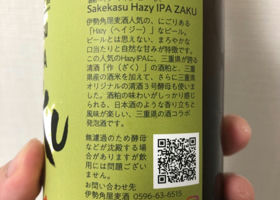 Sakekasu Hazy IPA ZAKU
伊勢角屋麦酒人気の、にごりある
「Hazy（ヘイジー）」なビール。
ビールとは思えない、まろやかな
口当たりと自然な甘みが特徴です。
この人気のHazy IPAに、三重県が誇る
清酒「作（ざく）」の酒粕と、三重
県産の酒米を加えて、さらに三重県
オリジナルの清酒3号酵母も使いま
した。酒粕の味わいがしっかり感じ
られる、日本酒のような香りと立ち
風味が楽しい、三重県の酒コラボ
発泡酒です。
無濾過のため酵母
などが沈殿する場
合がありますが飲
用には問題ござい
ません。
お問い合わせ先
伊勢角屋麦酒 0596-63-6515